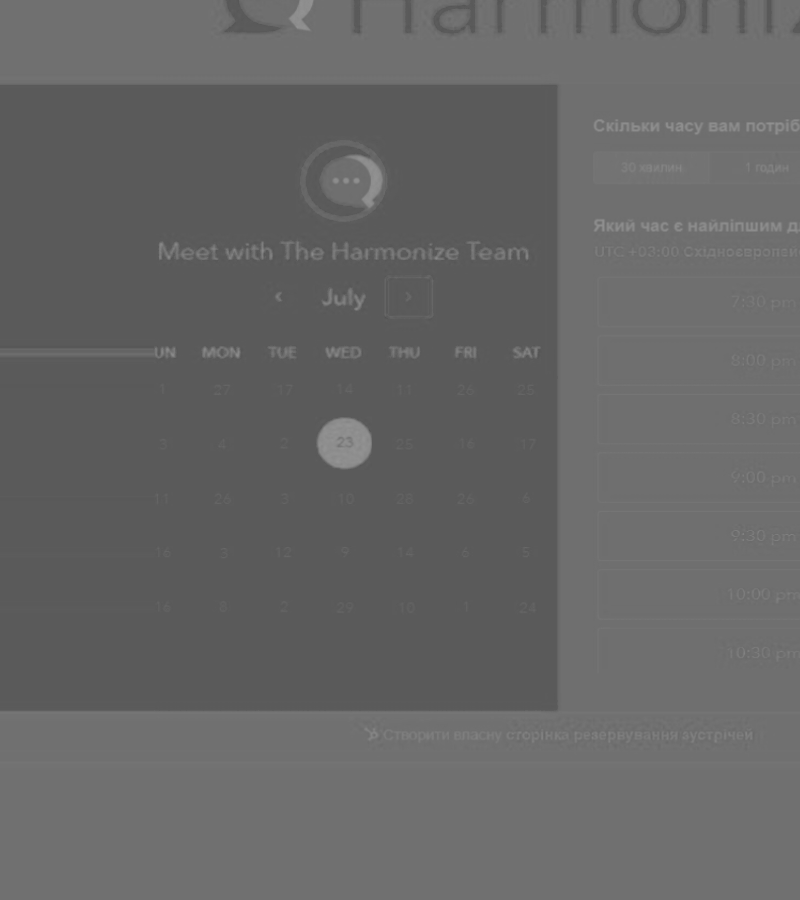 Harmoniz
Meet with The Harmonize Team
‹ July ›
UN MON TUE WED THU FRI SAT
1 27 17 14 11 26 25
3 4 2 23 25 16 17
11 26 3 10 28 26 6
16 3 12 9 14 6 5
16 8 2 29 10 1 24
Скільки часу вам потріб
30 хвилин 1 годин
Який час є найліпшим д
UTC +03:00 Східноєвропей
7:30 pm
8:00 pm
8:30 pm
9:00 pm
9:30 pm
10:00 pm
10:30 pm
Створити власну сторінка резервування зустрічей